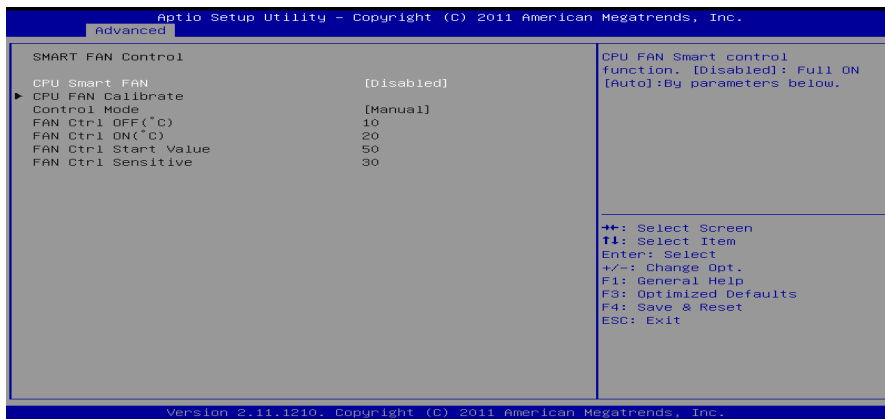 Aptio Setup Utility – Copyright (C) 2011 American Megatrends, Inc.
Advanced
SMART FAN Control
CPU Smart FAN [Disabled]
► CPU FAN Calibrate
Control Mode [Manual]
FAN Ctrl OFF(°C) 10
FAN Ctrl ON(°C) 20
FAN Ctrl Start Value 50
FAN Ctrl Sensitive 30
CPU FAN Smart control
function. [Disabled]: Full ON
[Auto]:By parameters below.
→←: Select Screen
↑↓: Select Item
Enter: Select
+/-: Change Opt.
F1: General Help
F3: Optimized Defaults
F4: Save & Reset
ESC: Exit
Version 2.11.1210. Copyright (C) 2011 American Megatrends, Inc.